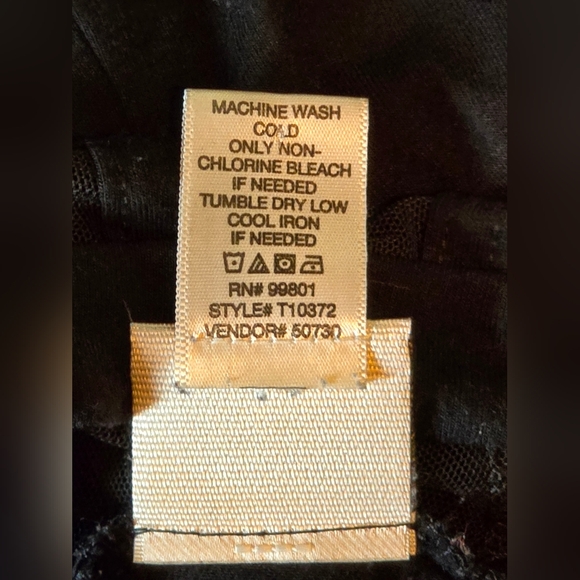 MACHINE WASH
COLD
ONLY NON-
CHLORINE BLEACH
IF NEEDED
TUMBLE DRY LOW
COOL IRON
IF NEEDED
RN# 99801
STYLE# T10372
VENDOR# 50730